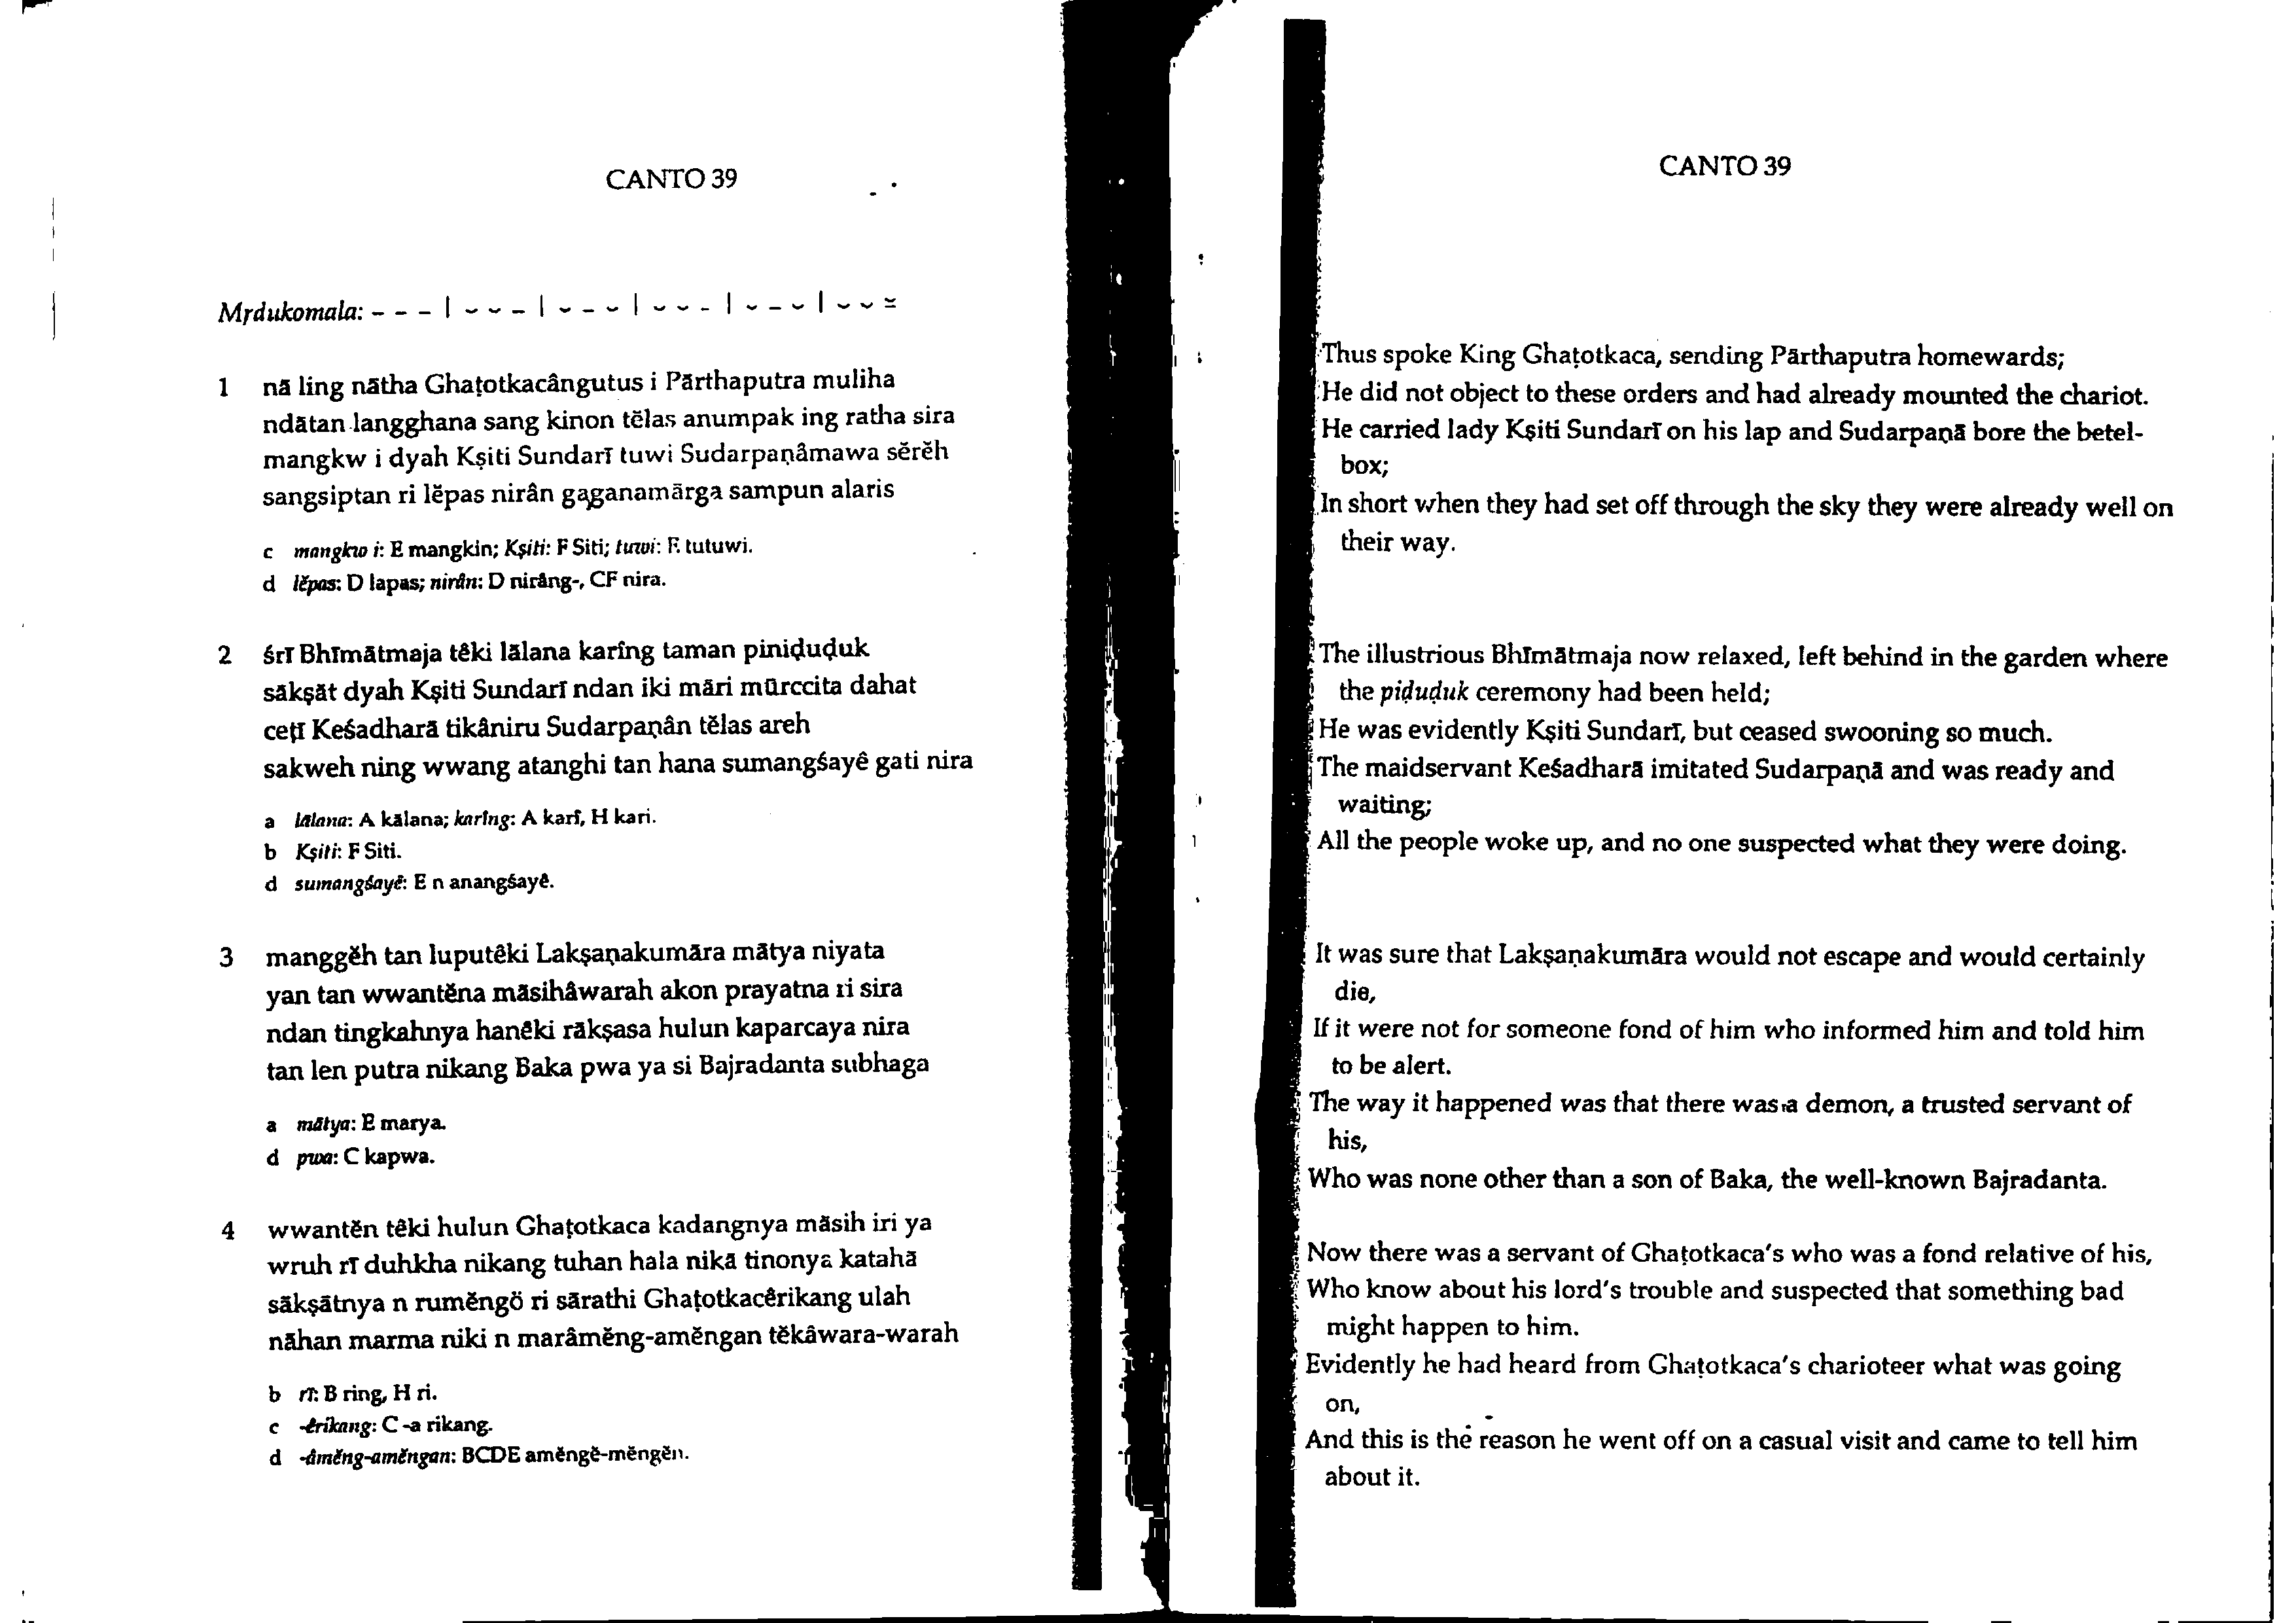 CANTO 39
Mṛdukomala: – – – | ⏑ ⏑ – | ⏑ – ⏑ | ⏑ ⏑ – | ⏑ – ⏑ | ⏑ ⏑ ⏓
1 nā ling nātha Ghaṭotkacângutus i Pārthaputra muliha
ndātan langghana sang kinon tĕlas anumpak ing ratha sira
mangkw i dyah Kṣiti Sundarī tuwi Sudarpaṇâmawa sĕrĕh
sangsiptan ri lĕpas nirân gaganamārga sampun alaris
c mangkw i: E mangkin; Kṣiti: F Siti; tuwi: F tutuwi.
d lĕpas: D lapas; nirân: D nirâng-, CF nira.
2 śrī Bhīmātmaja têki lālana karîng taman piniḍuḍuk
sākṣāt dyah Kṣiti Sundarī ndan iki māri mūrccita dahat
ceṭī Keśadharā tikâniru Sudarpaṇân tĕlas areh
sakweh ning wwang atanghi tan hana sumangśayê gati nira
a lālana: A kālana; karîng: A karî, H kari.
b Kṣiti: F Siti.
d sumangśayê: E n anangśayê.
3 manggĕh tan luputêki Lakṣaṇakumāra mātya niyata
yan tan wwantĕna māsihâwarah akon prayatna ri sira
ndan tingkahnya hanêki rākṣasa hulun kaparcaya nira
tan len putra nikang Baka pwa ya si Bajradanta subhaga
a mātya: E marya.
d pwa: C kapwa.
4 wwantĕn têki hulun Ghaṭotkaca kadangnya māsih iri ya
wruh rī duhkha nikang tuhan hala nikā tinonya katahā
sākṣātnya n rumĕngö ri sārathi Ghaṭotkacêrikang ulah
nāhan marma niki n marâmĕng-amĕngan tĕkâwara-warah
b rī: B ring, H ri.
c -êrikang: C -a rikang.
d -âmĕng-amĕngan: BCDE amĕngĕ-mĕngĕn.
CANTO 39
Thus spoke King Ghaṭotkaca, sending Pārthaputra homewards;
He did not object to these orders and had already mounted the chariot.
He carried lady Kṣiti Sundarī on his lap and Sudarpaṇā bore the betel-
box;
In short when they had set off through the sky they were already well on
their way.
The illustrious Bhīmātmaja now relaxed, left behind in the garden where
the piḍuḍuk ceremony had been held;
He was evidently Kṣiti Sundarī, but ceased swooning so much.
The maidservant Keśadharā imitated Sudarpaṇā and was ready and
waiting;
All the people woke up, and no one suspected what they were doing.
It was sure that Lakṣaṇakumāra would not escape and would certainly
die,
If it were not for someone fond of him who informed him and told him
to be alert.
The way it happened was that there was a demon, a trusted servant of
his,
Who was none other than a son of Baka, the well-known Bajradanta.
Now there was a servant of Ghaṭotkaca's who was a fond relative of his,
Who know about his lord's trouble and suspected that something bad
might happen to him.
Evidently he had heard from Ghaṭotkaca's charioteer what was going
on,
And this is the reason he went off on a casual visit and came to tell him
about it.